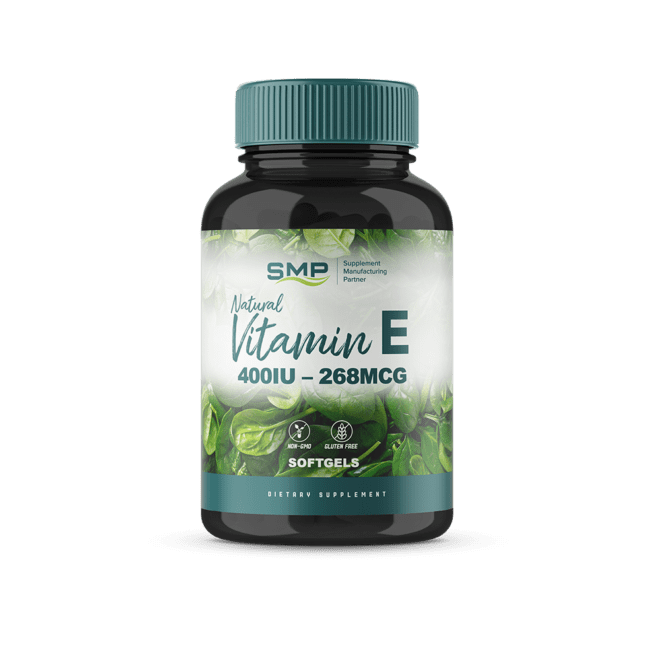 SMP
Supplement
Manufacturing
Partner
Natural
Vitamin E
400IU – 268MCG
NON-GMO
GLUTEN FREE
SOFTGELS
DIETARY SUPPLEMENT